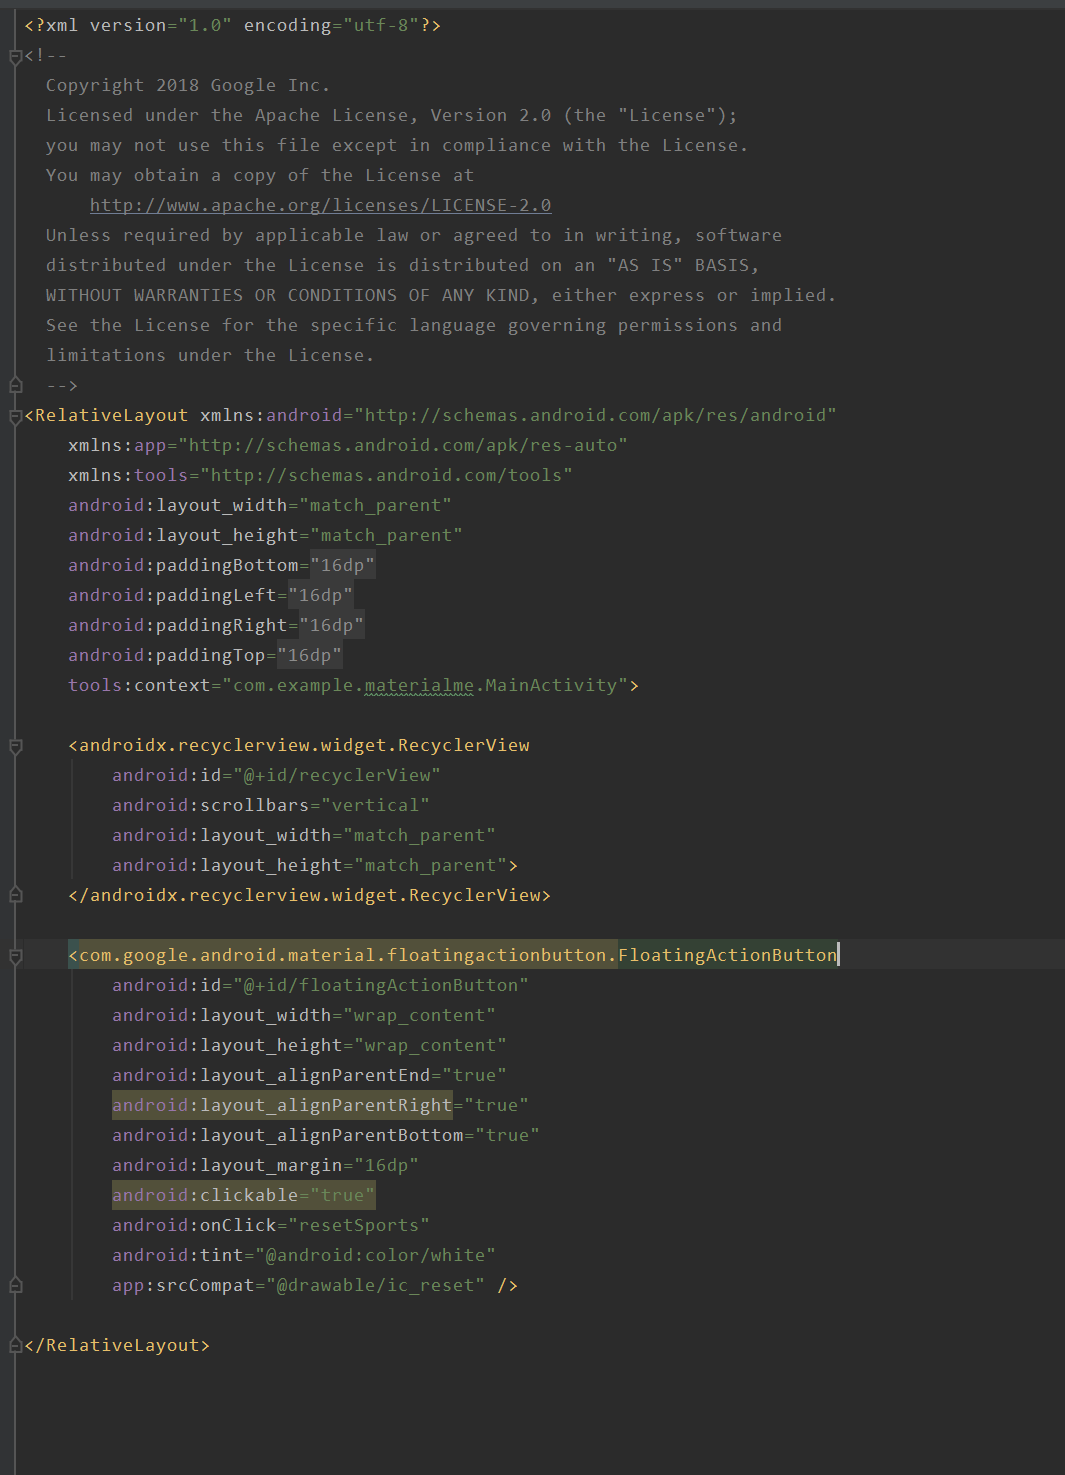 <?xml version="1.0" encoding="utf-8"?>
<!--
Copyright 2018 Google Inc.
Licensed under the Apache License, Version 2.0 (the "License");
you may not use this file except in compliance with the License.
You may obtain a copy of the License at
http://www.apache.org/licenses/LICENSE-2.0
Unless required by applicable law or agreed to in writing, software
distributed under the License is distributed on an "AS IS" BASIS,
WITHOUT WARRANTIES OR CONDITIONS OF ANY KIND, either express or implied.
See the License for the specific language governing permissions and
limitations under the License.
-->
<RelativeLayout xmlns:android="http://schemas.android.com/apk/res/android"
xmlns:app="http://schemas.android.com/apk/res-auto"
xmlns:tools="http://schemas.android.com/tools"
android:layout_width="match_parent"
android:layout_height="match_parent"
android:paddingBottom="16dp"
android:paddingLeft="16dp"
android:paddingRight="16dp"
android:paddingTop="16dp"
tools:context="com.example.materialme.MainActivity">
<androidx.recyclerview.widget.RecyclerView
android:id="@+id/recyclerView"
android:scrollbars="vertical"
android:layout_width="match_parent"
android:layout_height="match_parent">
</androidx.recyclerview.widget.RecyclerView>
<com.google.android.material.floatingactionbutton.FloatingActionButton
android:id="@+id/floatingActionButton"
android:layout_width="wrap_content"
android:layout_height="wrap_content"
android:layout_alignParentEnd="true"
android:layout_alignParentRight="true"
android:layout_alignParentBottom="true"
android:layout_margin="16dp"
android:clickable="true"
android:onClick="resetSports"
android:tint="@android:color/white"
app:srcCompat="@drawable/ic_reset" />
</RelativeLayout>